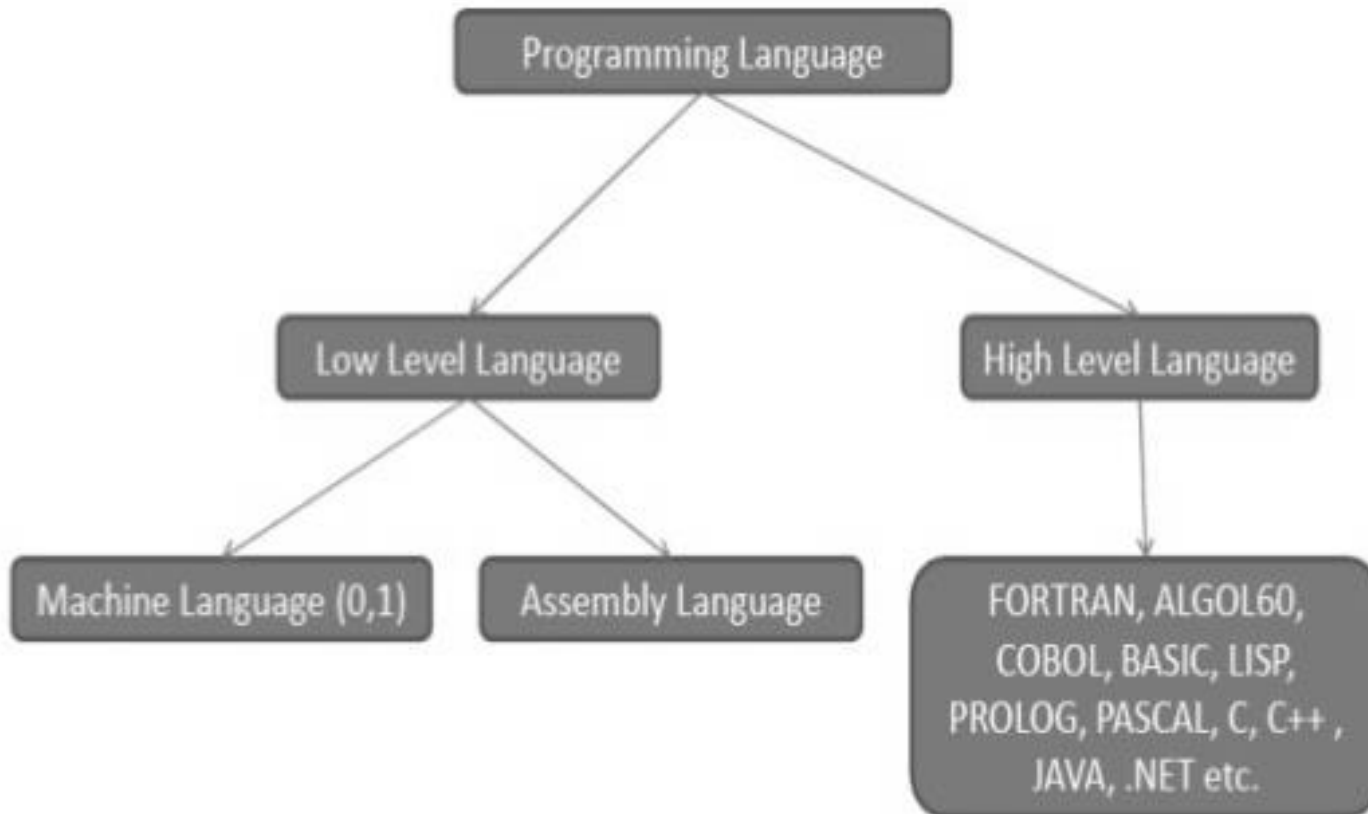 Programming Language
Low Level Language
High Level Language
Machine Language (0,1)
Assembly Language
FORTRAN, ALGOL60,
COBOL, BASIC, LISP,
PROLOG, PASCAL, C, C++ ,
JAVA, .NET etc.